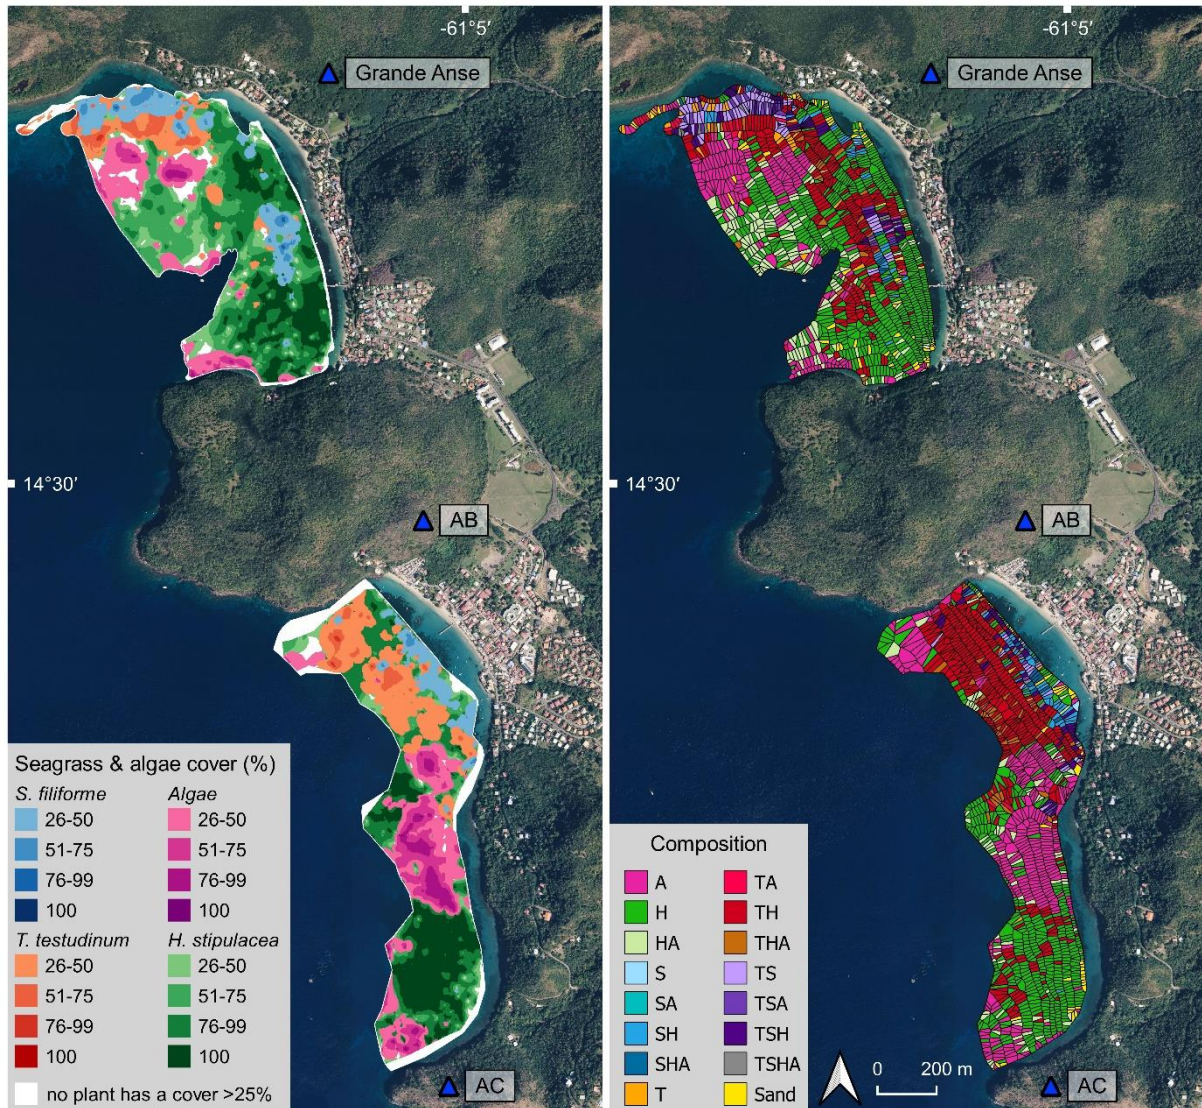 -61°5′
-61°5′
Grande Anse
Grande Anse
14°30′
14°30′
AB
AB
Seagrass & algae cover (%)
S. filiforme
Algae
26-50
26-50
51-75
51-75
76-99
76-99
100
100
T. testudinum
H. stipulacea
26-50
26-50
51-75
51-75
76-99
76-99
100
100
no plant has a cover >25%
AC
Composition
A
TA
H
TH
HA
THA
S
TS
SA
TSA
SH
TSH
SHA
TSHA
T
Sand
0 200 m
AC